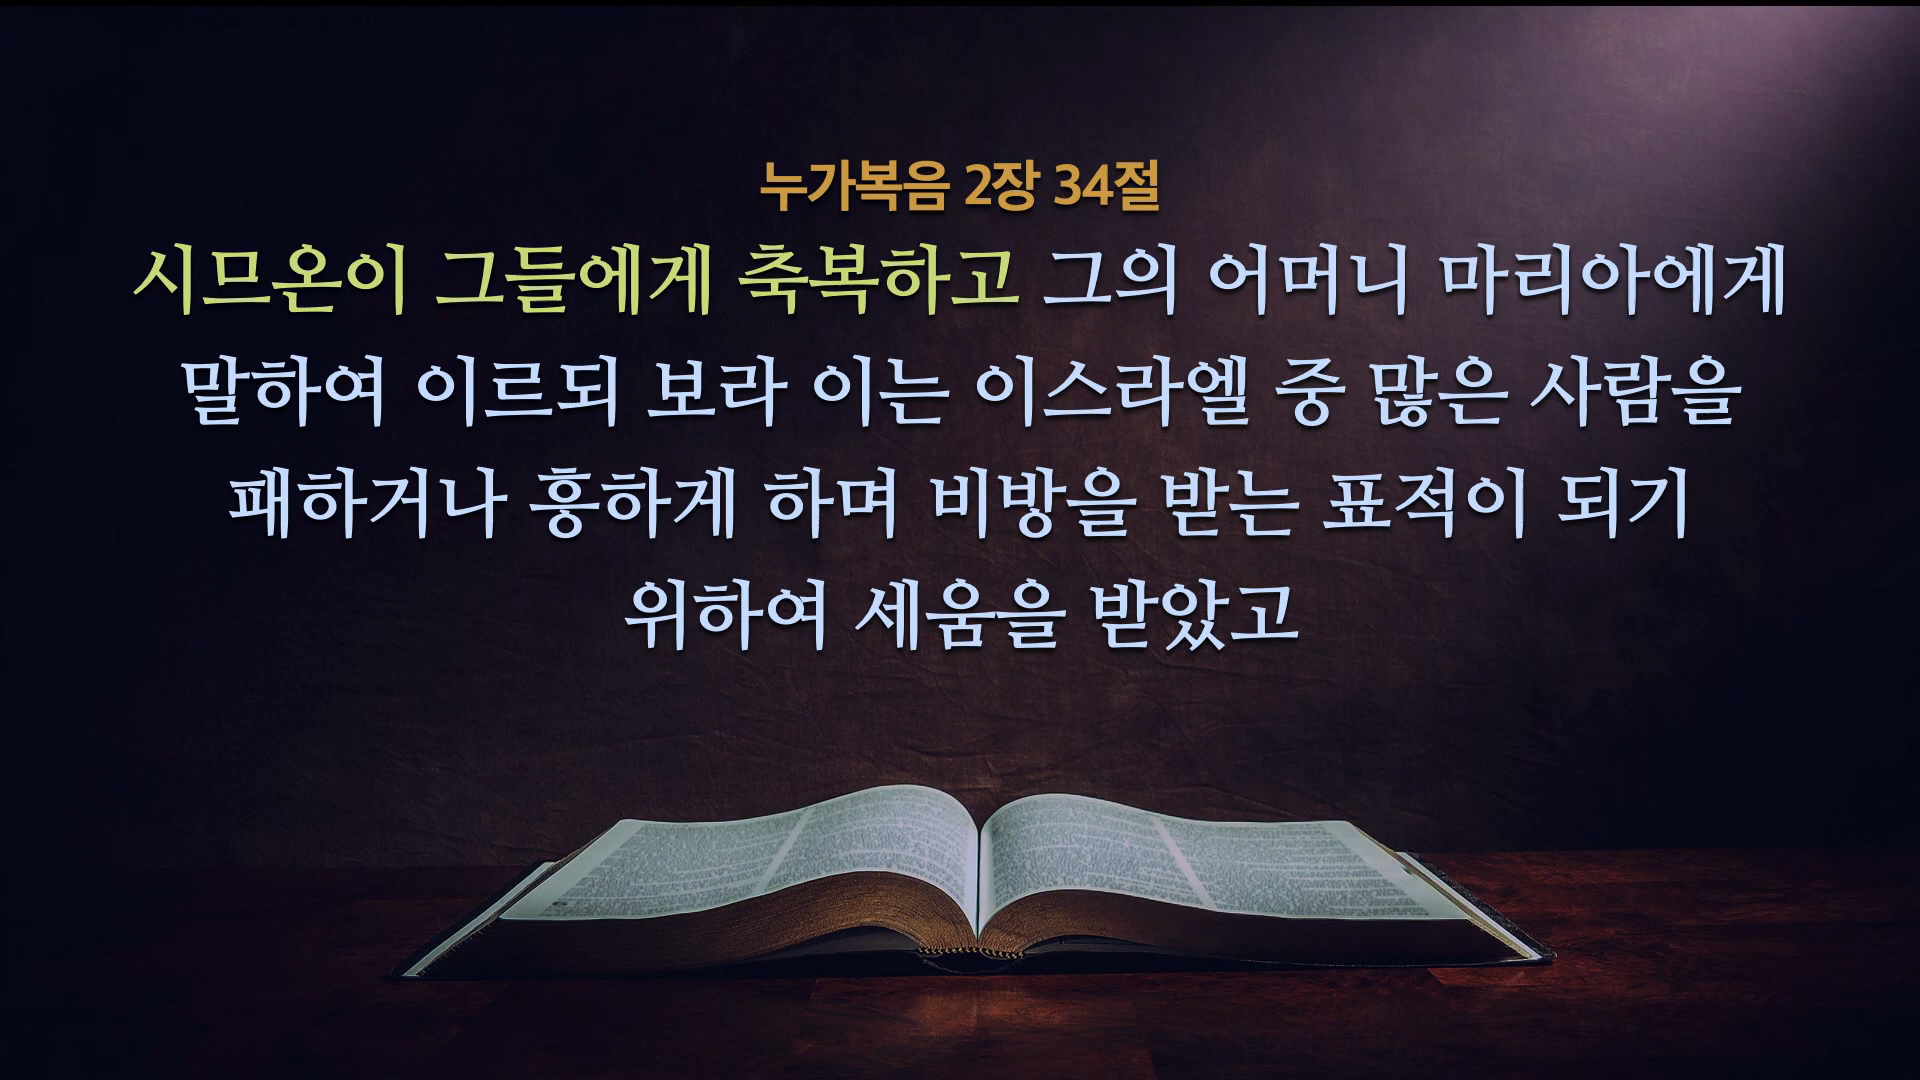 누가복음 2장 34절
시므온이 그들에게 축복하고 그의 어머니 마리아에게
말하여 이르되 보라 이는 이스라엘 중 많은 사람을
패하거나 흥하게 하며 비방을 받는 표적이 되기
위하여 세움을 받았고